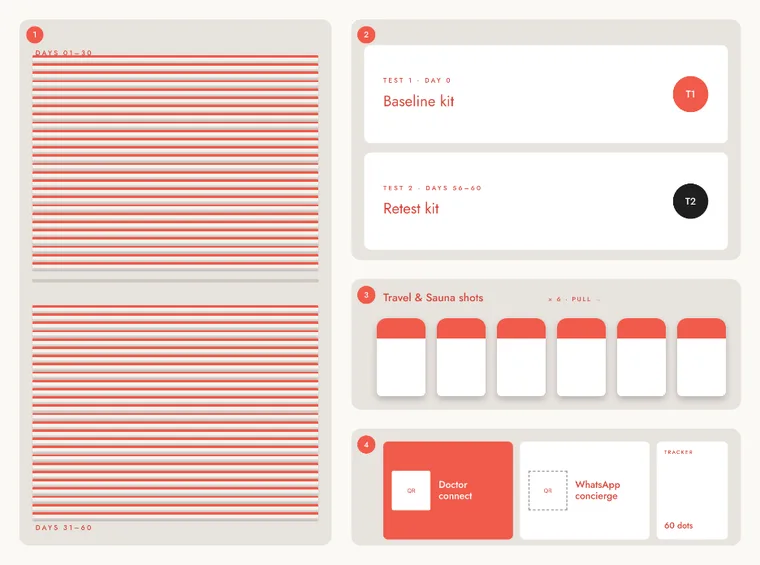 1
DAYS 01–30
DAYS 31–60
2
TEST 1 · DAY 0
Baseline kit
T1
TEST 2 · DAYS 56–60
Retest kit
T2
3
Travel & Sauna shots
× 6 · PULL
4
QR
Doctor
connect
QR
WhatsApp
concierge
TRACKER
60 dots